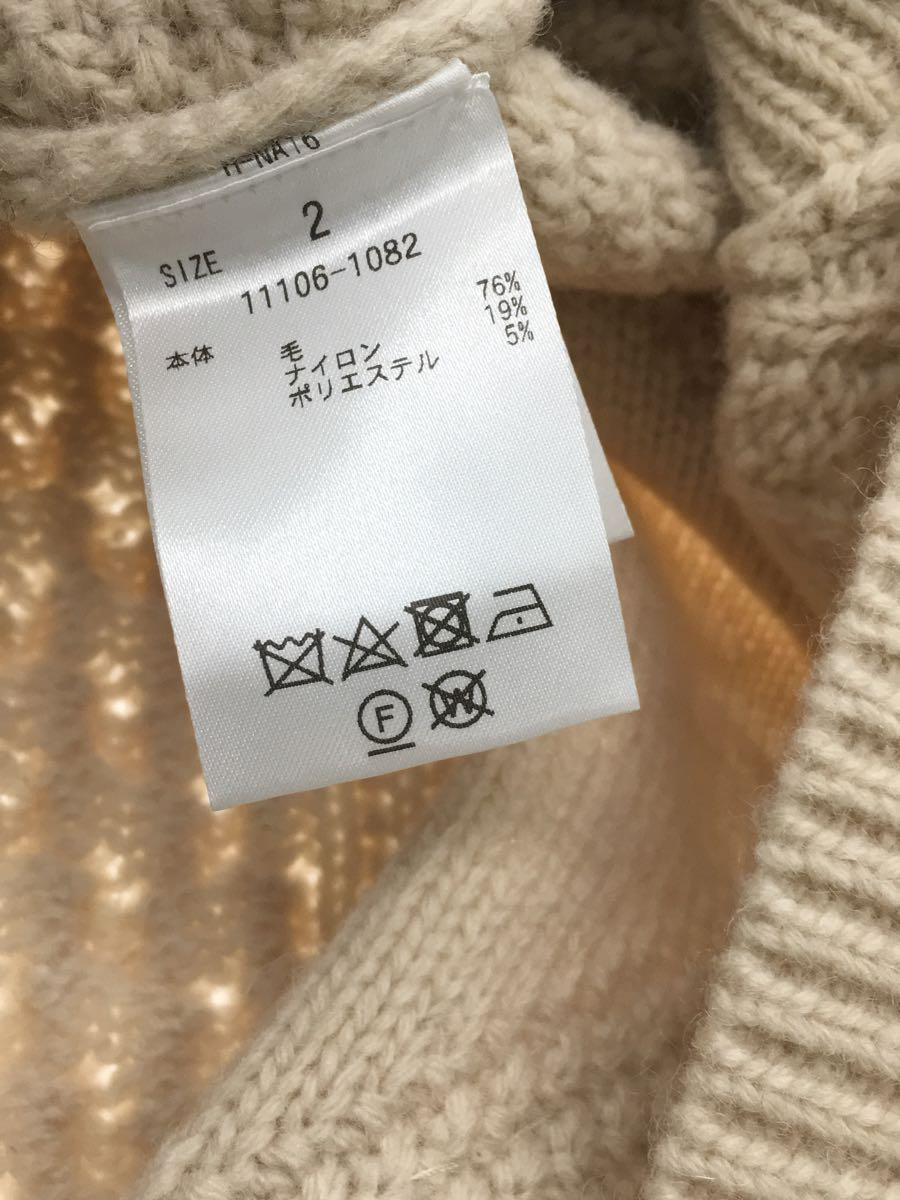 H-NA16
SIZE 2
11106-1082
本体 毛 76%
ナイロン 19%
ポリエステル 5%
F W